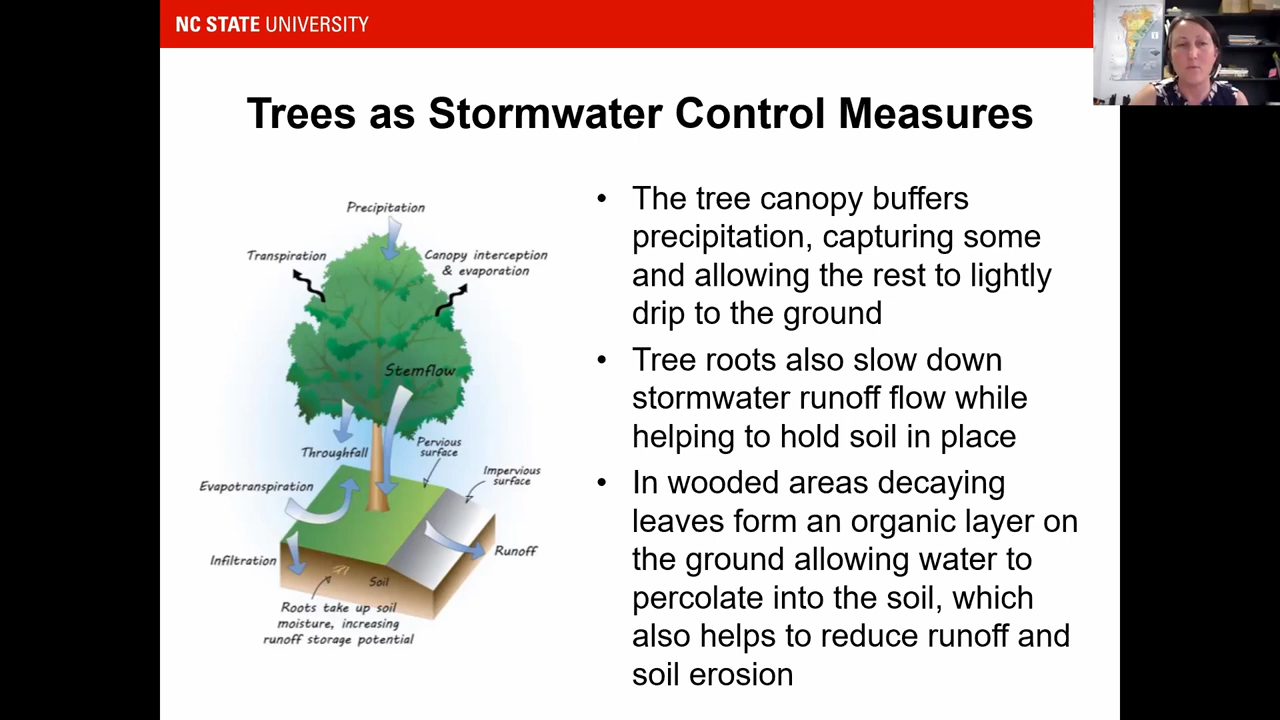 NC STATE UNIVERSITY
Trees as Stormwater Control Measures
Precipitation
Transpiration
Canopy interception
& evaporation
Stemflow
Throughfall
Pervious
surface
Impervious
surface
Evapotranspiration
Infiltration
Runoff
Soil
Roots take up soil
moisture, increasing
runoff storage potential
• The tree canopy buffers
precipitation, capturing some
and allowing the rest to lightly
drip to the ground
• Tree roots also slow down
stormwater runoff flow while
helping to hold soil in place
• In wooded areas decaying
leaves form an organic layer on
the ground allowing water to
percolate into the soil, which
also helps to reduce runoff and
soil erosion